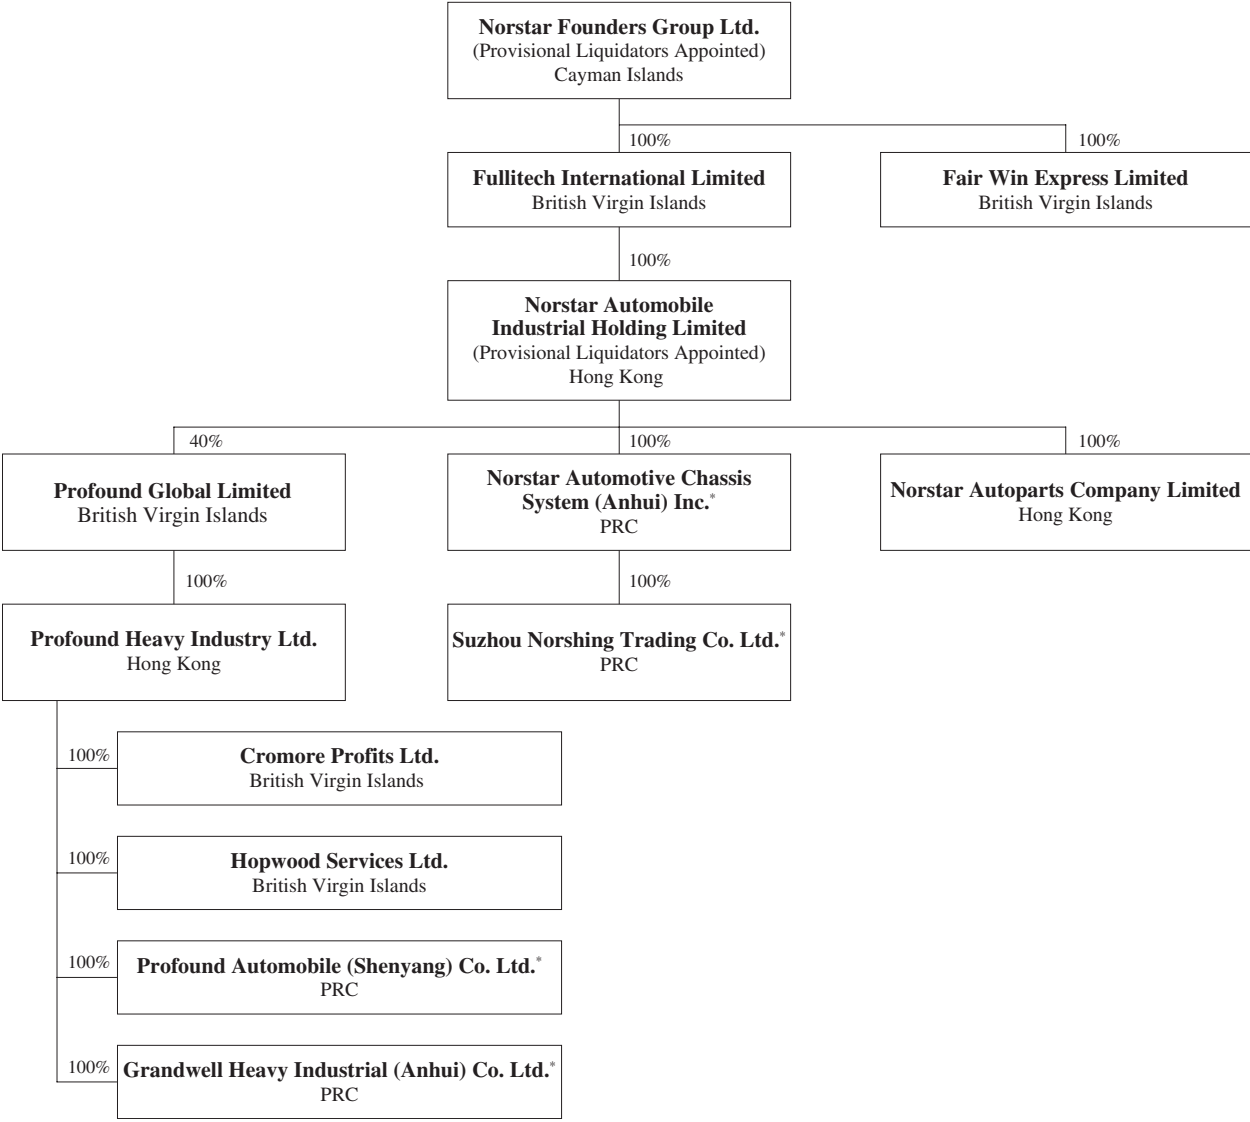 Norstar Founders Group Ltd.
(Provisional Liquidators Appointed)
Cayman Islands
100%
100%
Fullitech International Limited
British Virgin Islands
Fair Win Express Limited
British Virgin Islands
100%
Norstar Automobile
Industrial Holding Limited
(Provisional Liquidators Appointed)
Hong Kong
40%
100%
100%
Profound Global Limited
British Virgin Islands
Norstar Automotive Chassis
System (Anhui) Inc.*
PRC
Norstar Autoparts Company Limited
Hong Kong
100%
100%
Profound Heavy Industry Ltd.
Hong Kong
Suzhou Norshing Trading Co. Ltd.*
PRC
100%
Cromore Profits Ltd.
British Virgin Islands
100%
Hopwood Services Ltd.
British Virgin Islands
100%
Profound Automobile (Shenyang) Co. Ltd.*
PRC
100%
Grandwell Heavy Industrial (Anhui) Co. Ltd.*
PRC